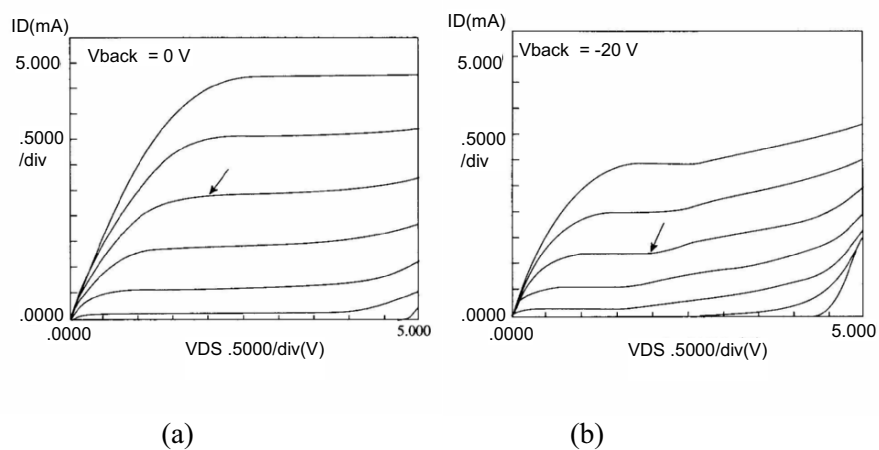 ID(mA)
5.000
Vback = 0 V
.5000
/div
.0000
.0000
5.000
VDS .5000/div(V)
(a)
ID(mA)
5.000
Vback = -20 V
.5000
/div
.0000
.0000
5.000
VDS .5000/div(V)
(b)